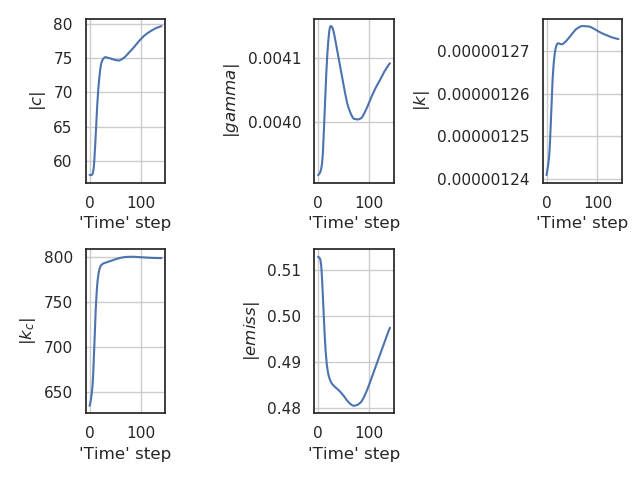 80
75
70
65
60
|c|
0 100
'Time' step
0.0041
0.0040
|gamma|
0 100
'Time' step
0.00000127
0.00000126
0.00000125
0.00000124
|k|
0 100
'Time' step
800
750
700
650
|k_c|
0 100
'Time' step
0.51
0.50
0.49
0.48
|emiss|
0 100
'Time' step